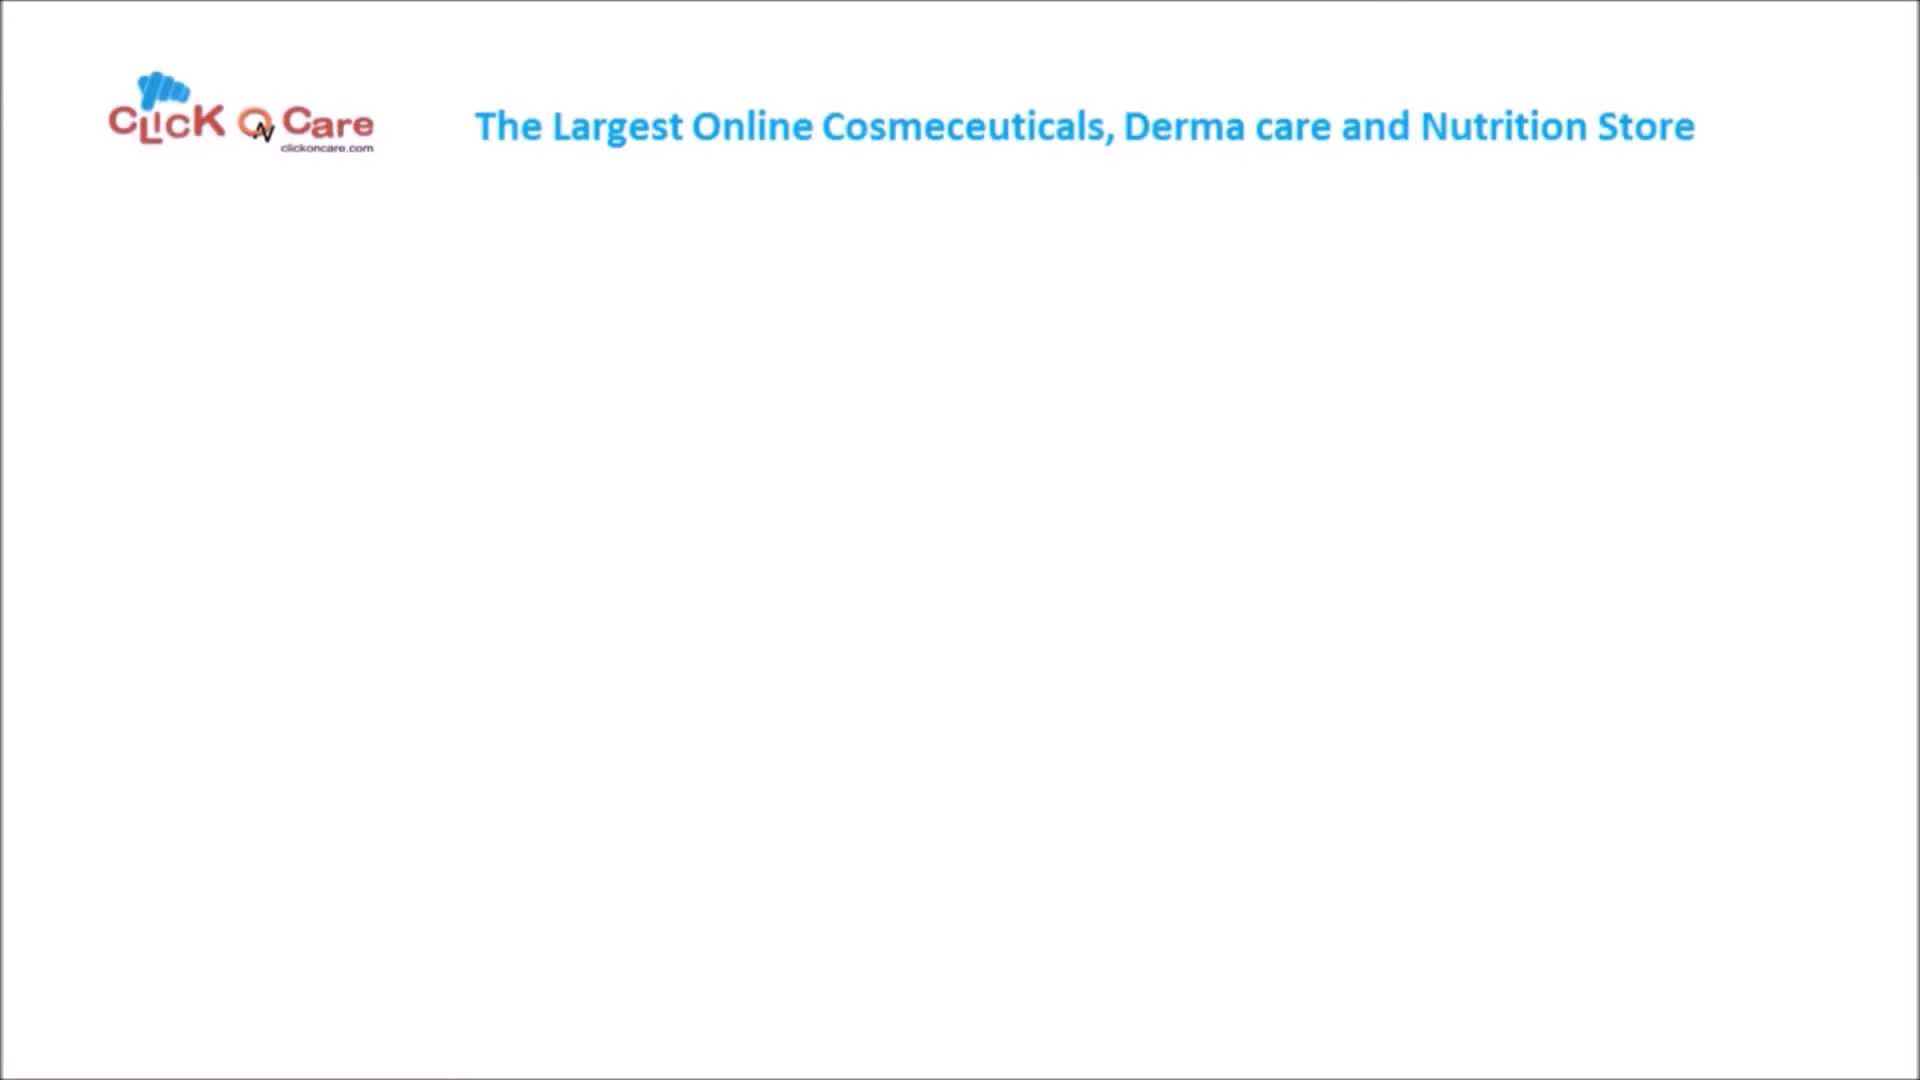 CLicK ON Care
clickoncare.com
The Largest Online Cosmeceuticals, Derma care and Nutrition Store